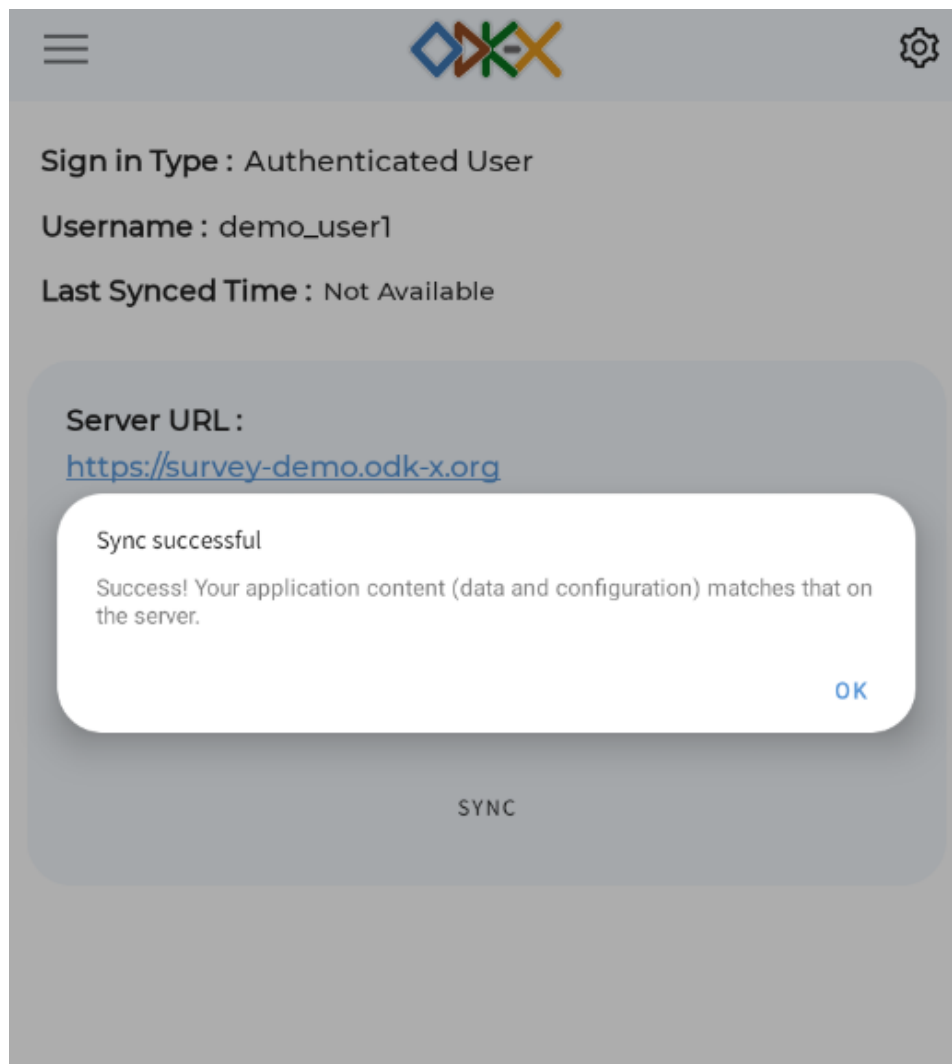 ODK-X
Sign in Type : Authenticated User
Username : demo_user1
Last Synced Time : Not Available
Server URL :
https://survey-demo.odk-x.org
Sync successful
Success! Your application content (data and configuration) matches that on
the server.
OK
SYNC